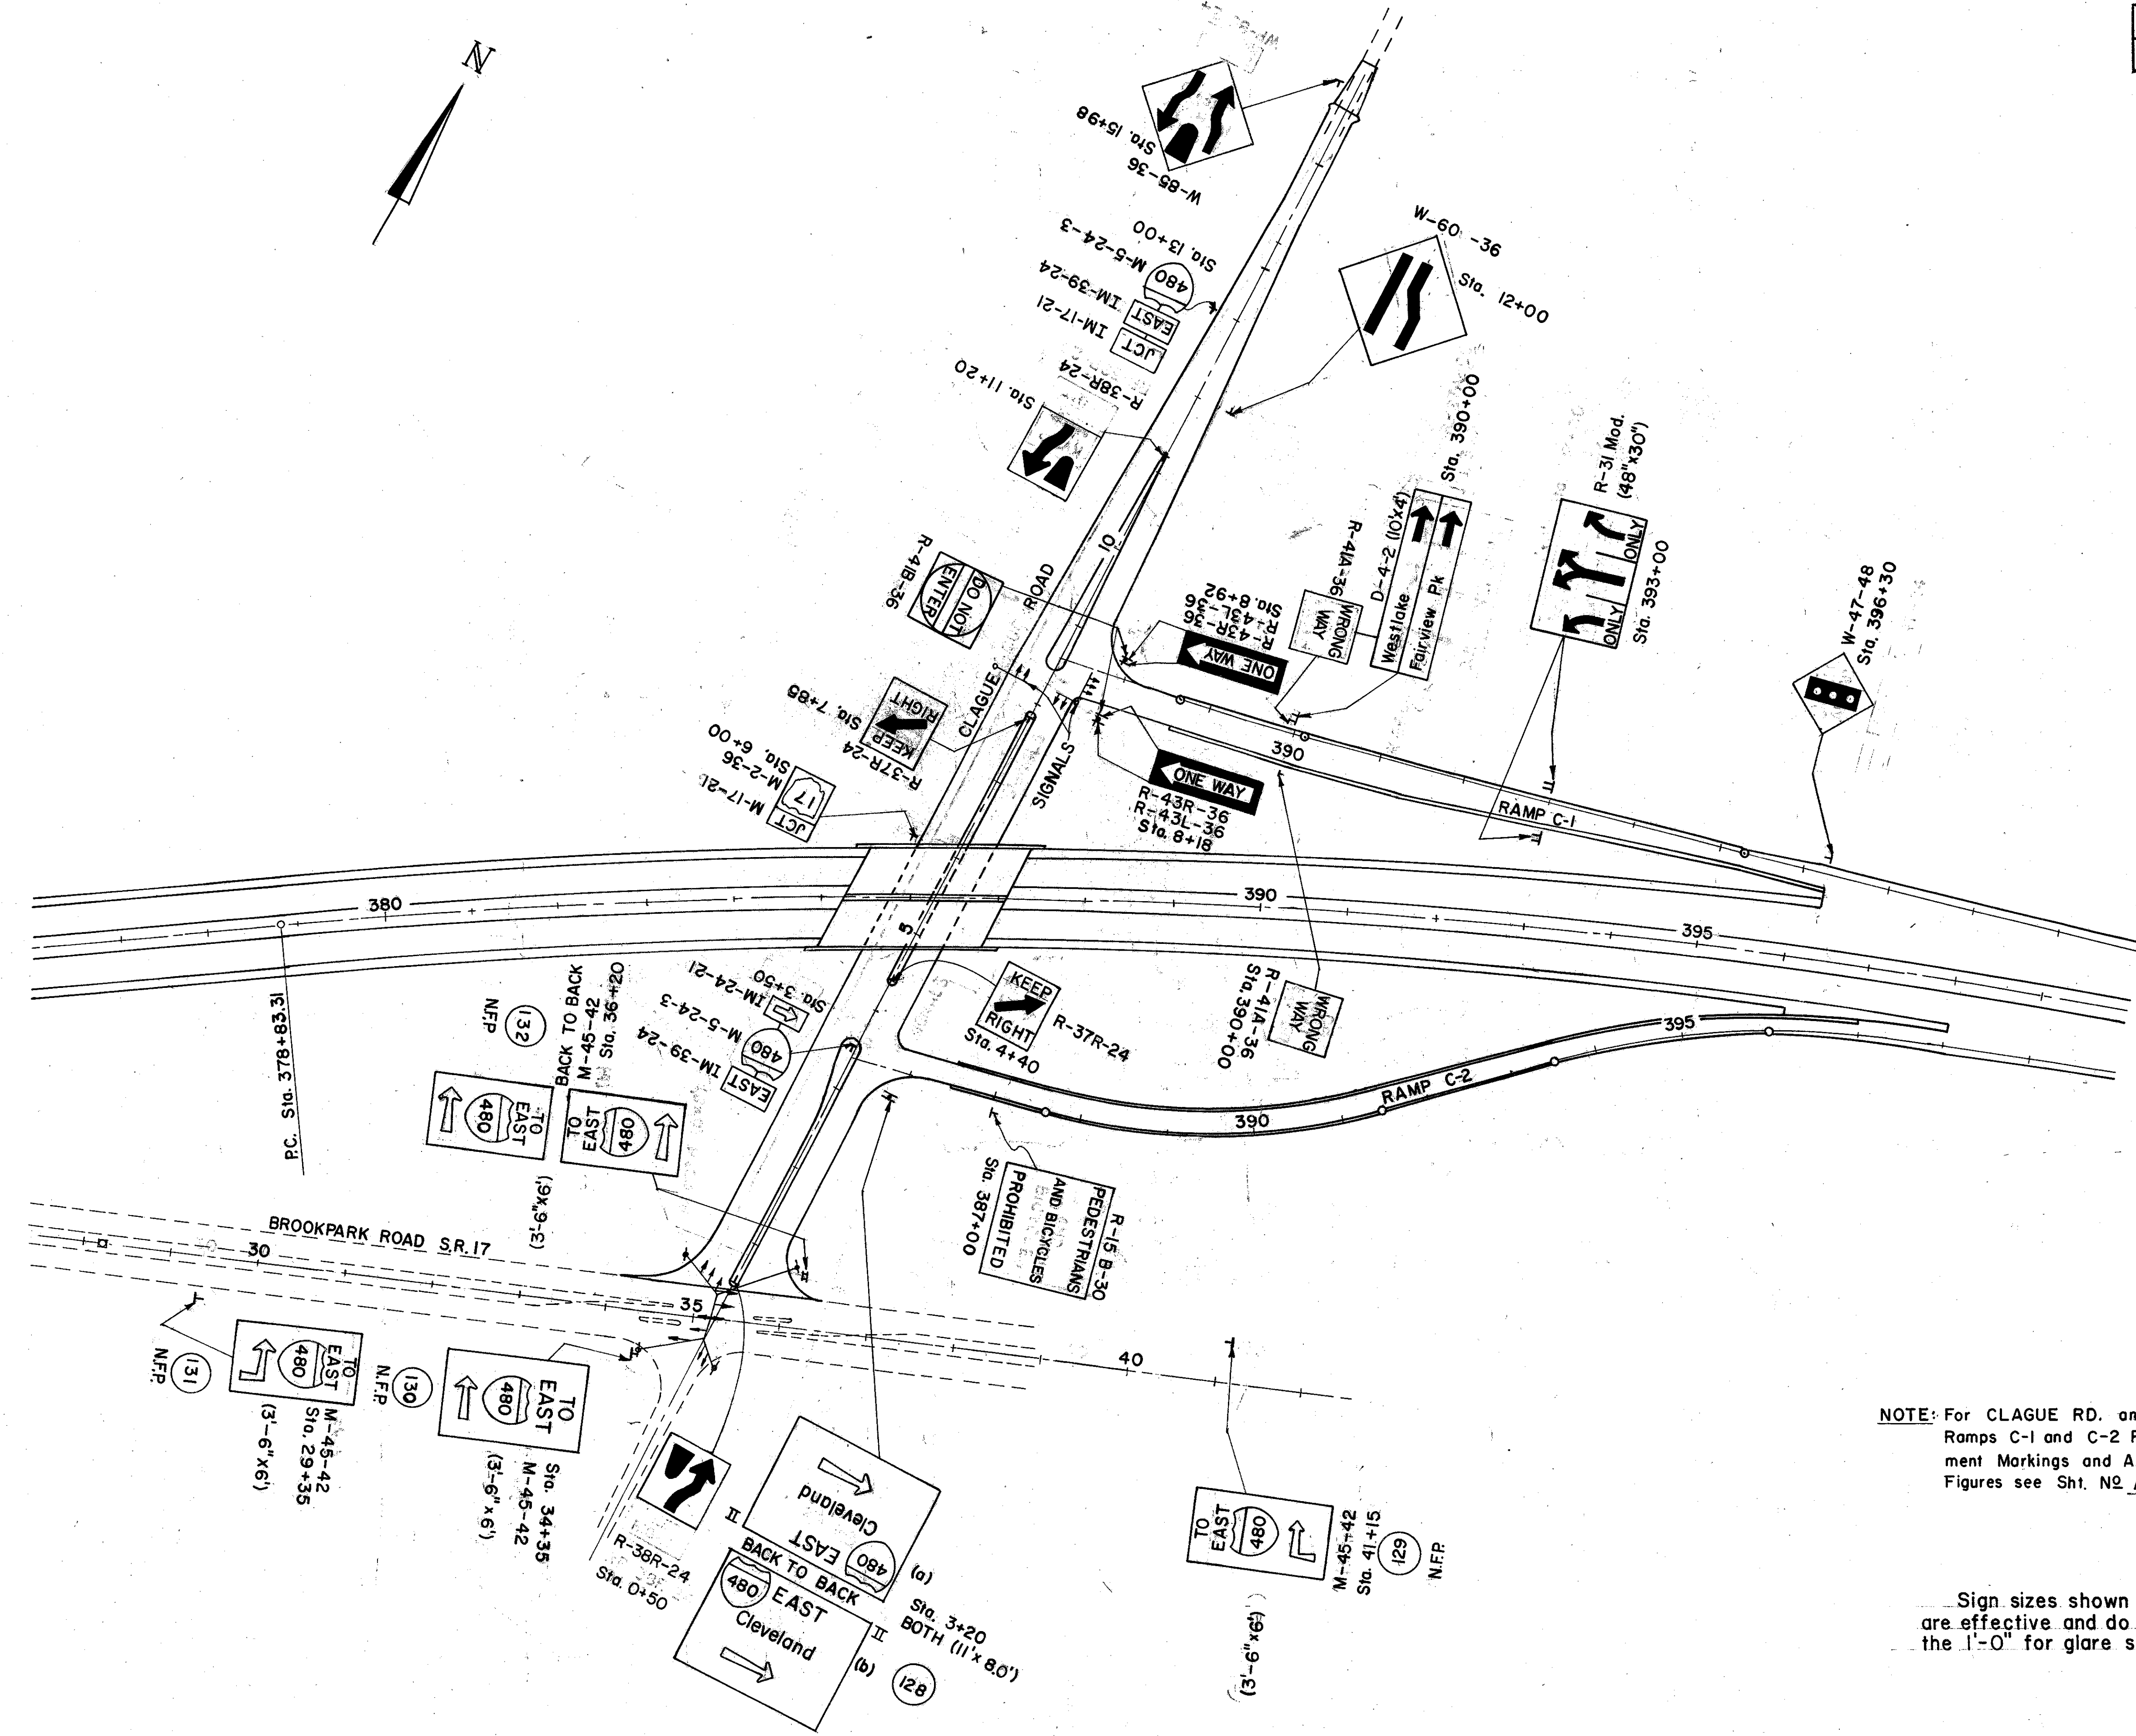 N
Sta. 15+98
W-85-36
Sta. 13+00
M-5-24-3
IM-39-24
IM-17-21
480
EAST
JCT
R-38R-24
Sta. 11+20
W-60-36
Sta. 12+00
R-41B-36
DO NOT
ENTER
CLAGUE ROAD
10
R-43R-36
R-43L-36
Sta. 8+92
ONE WAY
R-41A-36
WRONG
WAY
D-4-2 (10'x4')
Sta. 390+00
Westlake
Fairview Pk
R-31 Mod.
(48"x30")
ONLY
ONLY
Sta. 393+00
W-47-48
Sta. 396+30
KEEP
RIGHT
Sta. 7+85
R-37R-24
Sta. 6+00
M-2-36
M-17-21
17
JCT
SIGNALS
ONE WAY
R-43R-36
R-43L-36
Sta. 8+18
390
RAMP C-1
380
390
395
5
P.C. Sta. 378+83.31
N.F.P.
132
BACK TO BACK
M-45-42
Sta. 36+20
TO
EAST
480
TO
EAST
480
(3'-6"x6')
Sta. 3+50
IM-24-21
M-5-24-3
IM-39-24
480
EAST
KEEP
RIGHT
R-37R-24
Sta. 4+40
R-41A-36
Sta. 390+00
WRONG
WAY
395
RAMP C-2
390
R-15 B-30
PEDESTRIANS
AND BICYCLES
PROHIBITED
Sta. 387+00
BROOKPARK ROAD S.R. 17
30
35
40
N.F.P.
131
TO
EAST
480
M-45-42
Sta. 29+35
(3'-6"x6')
N.F.P.
130
TO
EAST
480
Sta. 34+35
M-45-42
(3'-6"x6')
R-38R-24
Sta. 0+50
Cleveland
EAST
480
(a)
II
BACK TO BACK
480
EAST
Cleveland
II
(b)
Sta. 3+20
BOTH (11'x 8.0')
128
TO
EAST
480
M-45-42
Sta. 41+15
129
N.F.P.
(3'-6"x6')
NOTE: For CLAGUE RD. an
Ramps C-1 and C-2 P
ment Markings and A
Figures see Sht. Nº
Sign sizes shown
are effective and do
the 1'-0" for glare s